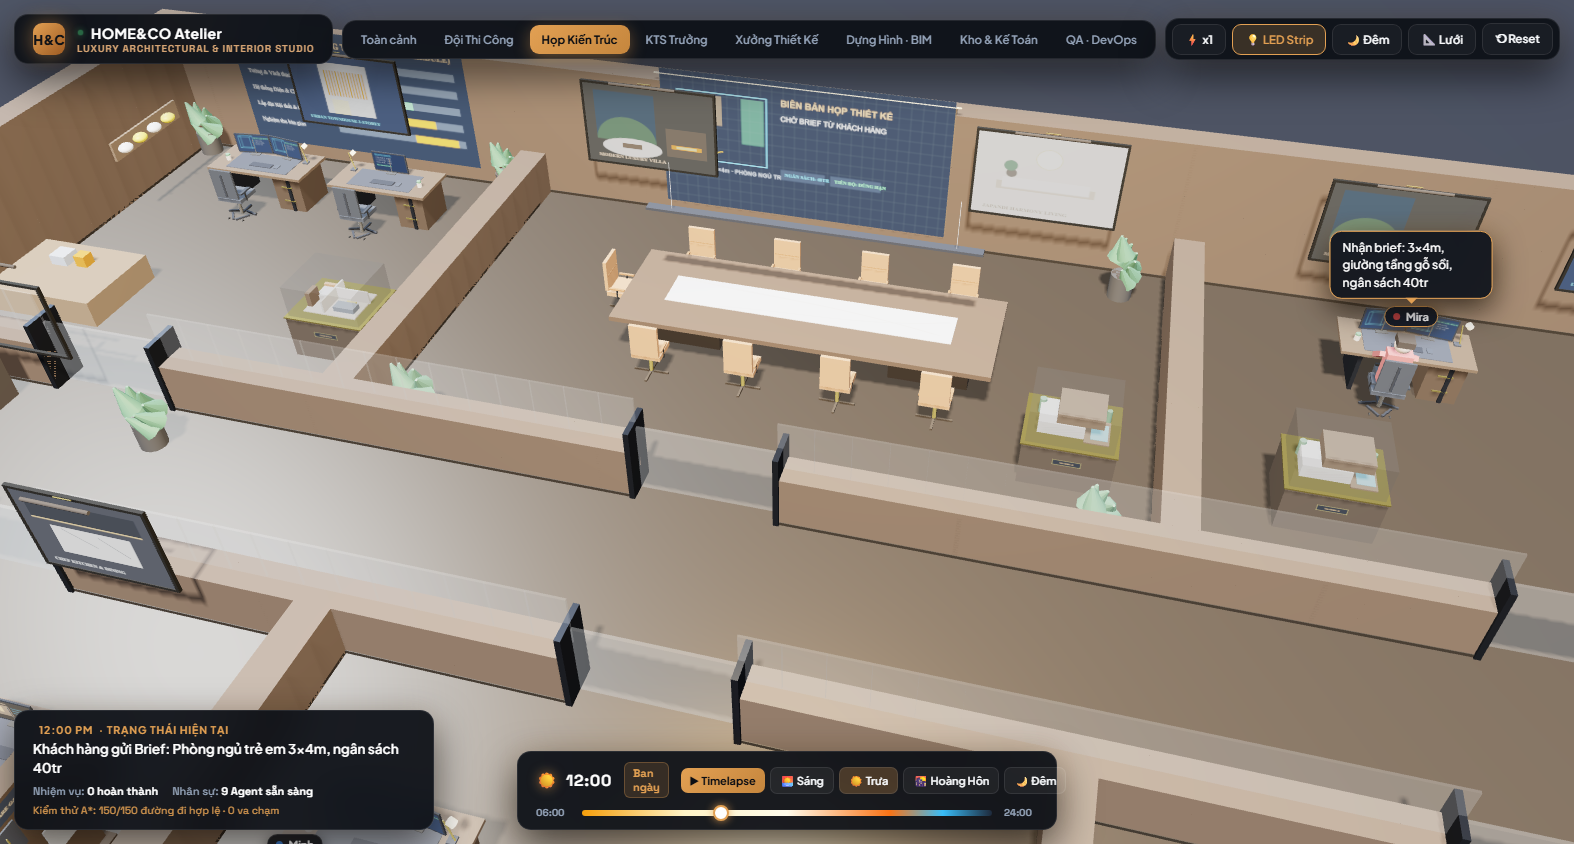 H&C
HOME&CO Atelier
LUXURY ARCHITECTURAL & INTERIOR STUDIO
Toàn cảnh
Đội Thi Công
Họp Kiến Trúc
KTS Trưởng
Xưởng Thiết Kế
Dựng Hình · BIM
Kho & Kế Toán
QA · DevOps
x1
LED Strip
Đêm
Lưới
Reset
BIÊN BẢN HỌP THIẾT KẾ
CHỜ BRIEF TỪ KHÁCH HÀNG
PHÒNG NGỦ TR
Nhận brief: 3×4m,
giường tầng gỗ sồi,
ngân sách 40tr
Mira
12:00 PM · TRẠNG THÁI HIỆN TẠI
Khách hàng gửi Brief: Phòng ngủ trẻ em 3×4m, ngân sách
40tr
Nhiệm vụ: 0 hoàn thành Nhân sự: 9 Agent sẵn sàng
Kiểm thử A*: 150/150 đường đi hợp lệ · 0 va chạm
12:00
Ban
ngày
Timelapse
Sáng
Trưa
Hoàng Hôn
Đêm
06:00
24:00
Minh